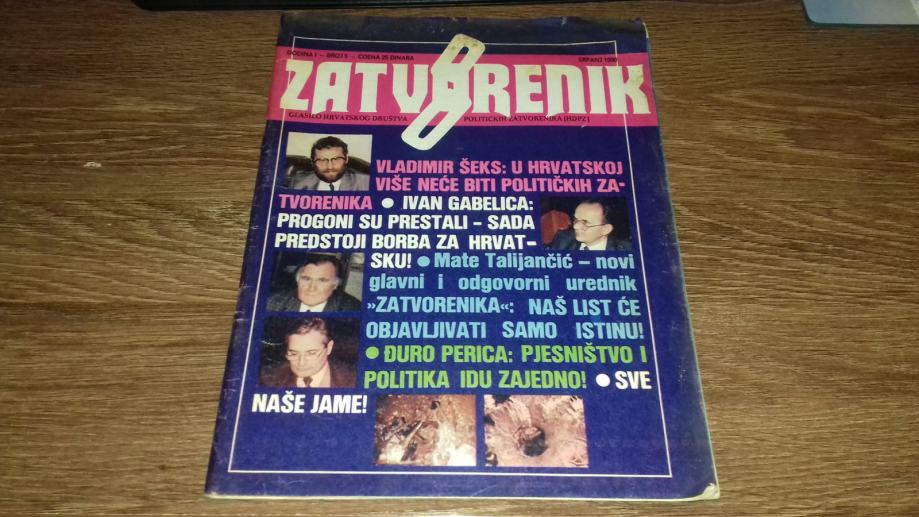 GODINA I – BROJ 5 – CIJENA 25 DINARA
SRPANJ 1990
ZATVORENIK
GLASILO HRVATSKOG DRUŠTVA POLITIČKIH ZATVORENIKA (HDPZ)
VLADIMIR ŠEKS: U HRVATSKOJ
VIŠE NEĆE BITI POLITIČKIH ZA-
TVORENIKA ● IVAN GABELICA:
PROGONI SU PRESTALI – SADA
PREDSTOJI BORBA ZA HRVAT-
SKU! ● Mate Talijančić – novi
glavni i odgovorni urednik
»ZATVORENIKA«: NAŠ LIST ĆE
OBJAVLJIVATI SAMO ISTINU!
● ĐURO PERICA: PJESNIŠTVO I
POLITIKA IDU ZAJEDNO! ● SVE
NAŠE JAME!